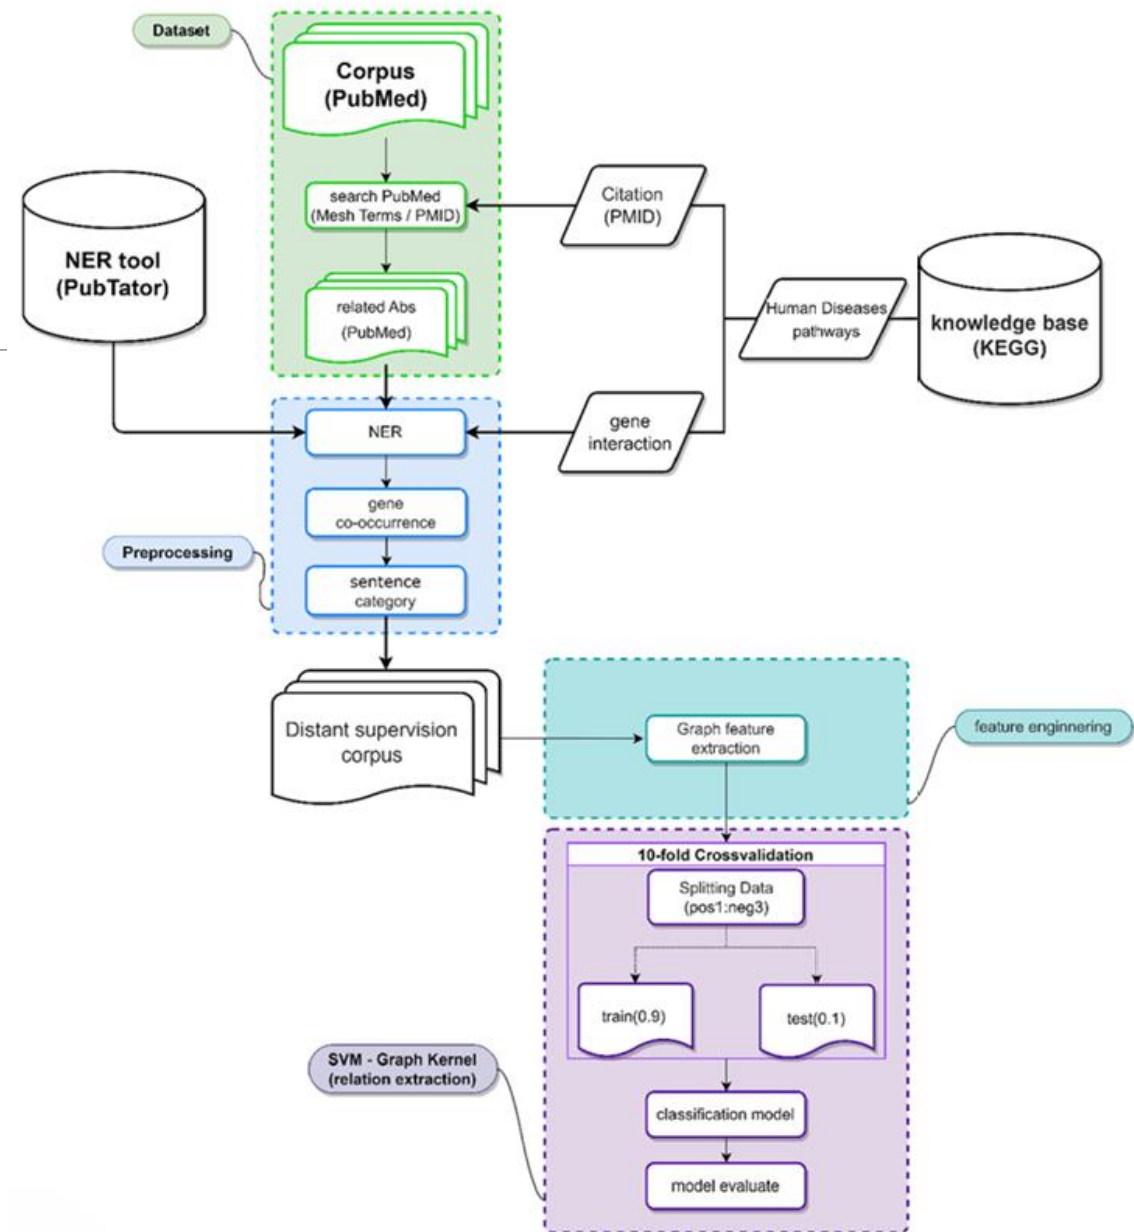 Dataset
Corpus
(PubMed)
search PubMed
(Mesh Terms / PMID)
Citation
(PMID)
NER tool
(PubTator)
related Abs
(PubMed)
Human Diseases
pathways
knowledge base
(KEGG)
NER
gene
interaction
gene
co-occurrence
Preprocessing
sentence
category
Distant supervision
corpus
Graph feature
extraction
feature enginnering
10-fold Crossvalidation
Splitting Data
(pos1:neg3)
train(0.9)
test(0.1)
SVM - Graph Kernel
(relation extraction)
classification model
model evaluate